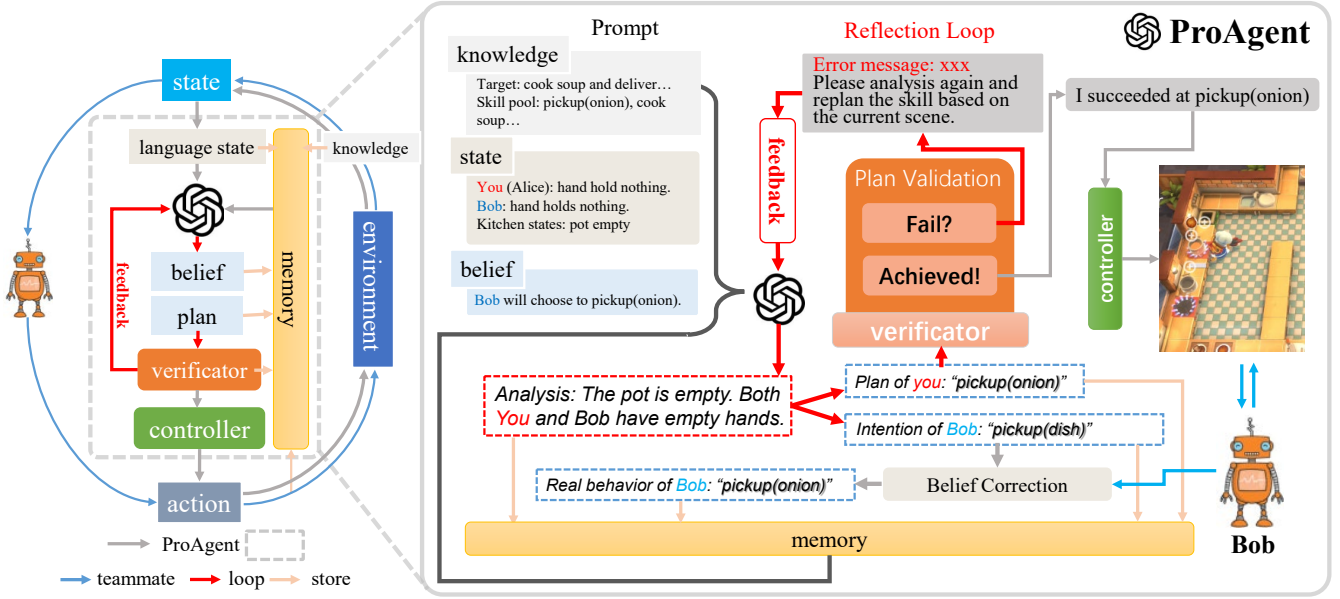 state
language state
knowledge
belief
plan
feedback
verificator
controller
memory
environment
action
ProAgent
teammate
loop
store
Prompt
knowledge
Target: cook soup and deliver…
Skill pool: pickup(onion), cook
soup…
state
You (Alice): hand hold nothing.
Bob: hand holds nothing.
Kitchen states: pot empty
belief
Bob will choose to pickup(onion).
Reflection Loop
Error message: xxx
Please analysis again and
replan the skill based on
the current scene.
feedback
Plan Validation
Fail?
Achieved!
verificator
ProAgent
I succeeded at pickup(onion)
controller
Analysis: The pot is empty. Both
You and Bob have empty hands.
Plan of you: “pickup(onion)”
Intention of Bob: “pickup(dish)”
Real behavior of Bob: “pickup(onion)”
Belief Correction
memory
Bob